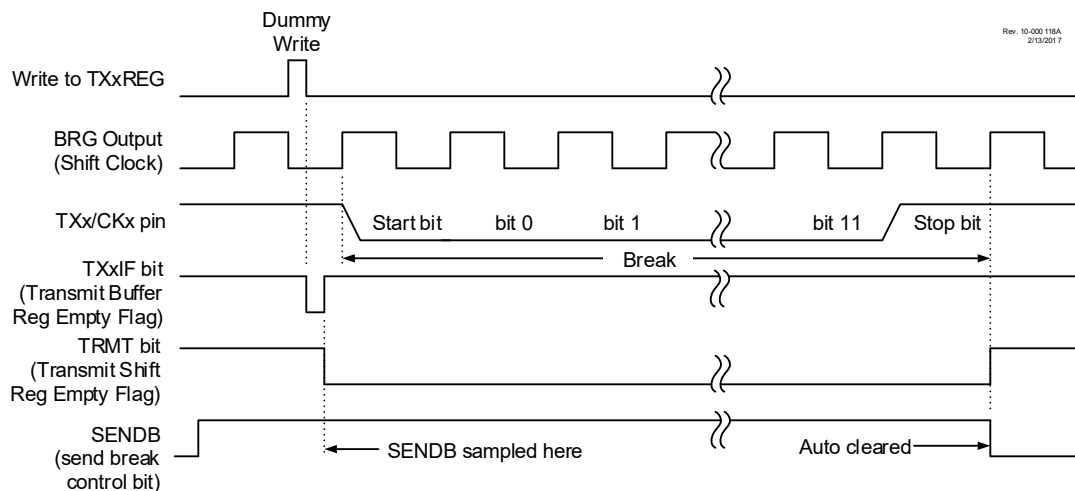 Dummy
Write
Rev. 10-000 118A
2/13/201 7
Write to TXxREG
BRG Output
(Shift Clock)
TXx/CKx pin
Start bit
bit 0
bit 1
bit 11
Stop bit
Break
TXxIF bit
(Transmit Buffer
Reg Empty Flag)
TRMT bit
(Transmit Shift
Reg Empty Flag)
SENDB
(send break
control bit)
SENDB sampled here
Auto cleared